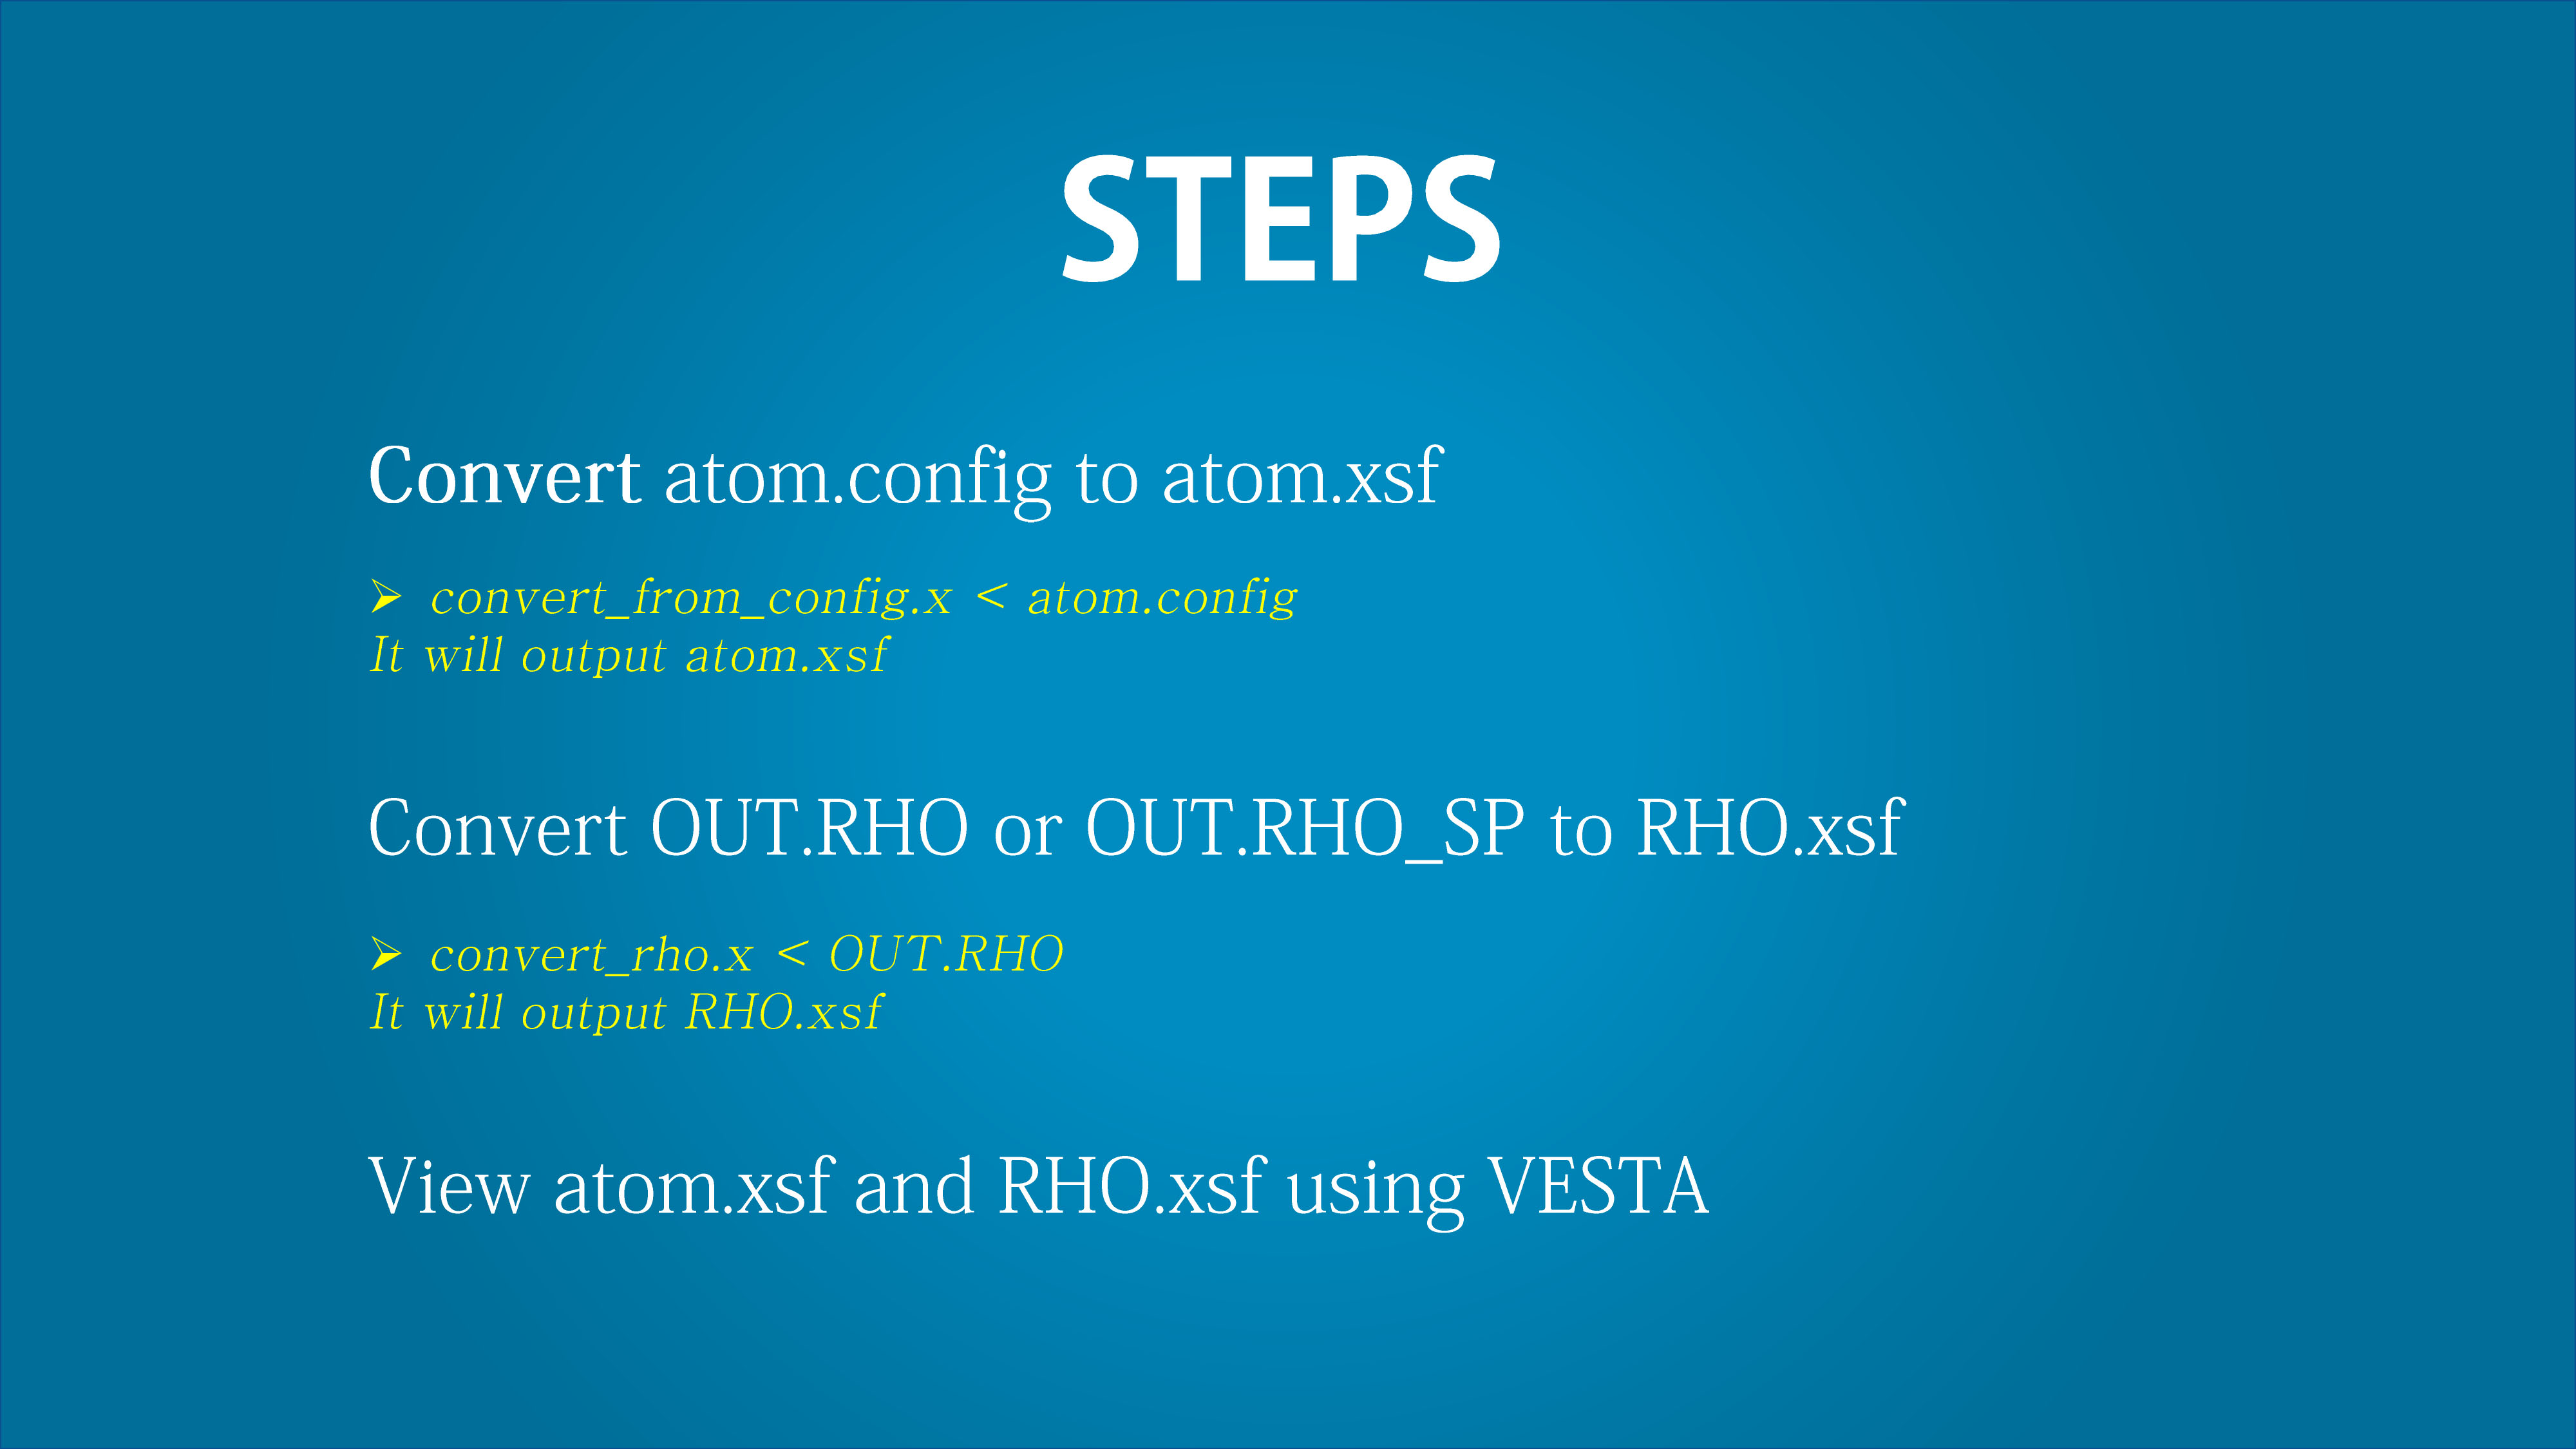 STEPS
Convert atom.config to atom.xsf
➢ convert_from_config.x < atom.config
It will output atom.xsf
Convert OUT.RHO or OUT.RHO_SP to RHO.xsf
➢ convert_rho.x < OUT.RHO
It will output RHO.xsf
View atom.xsf and RHO.xsf using VESTA